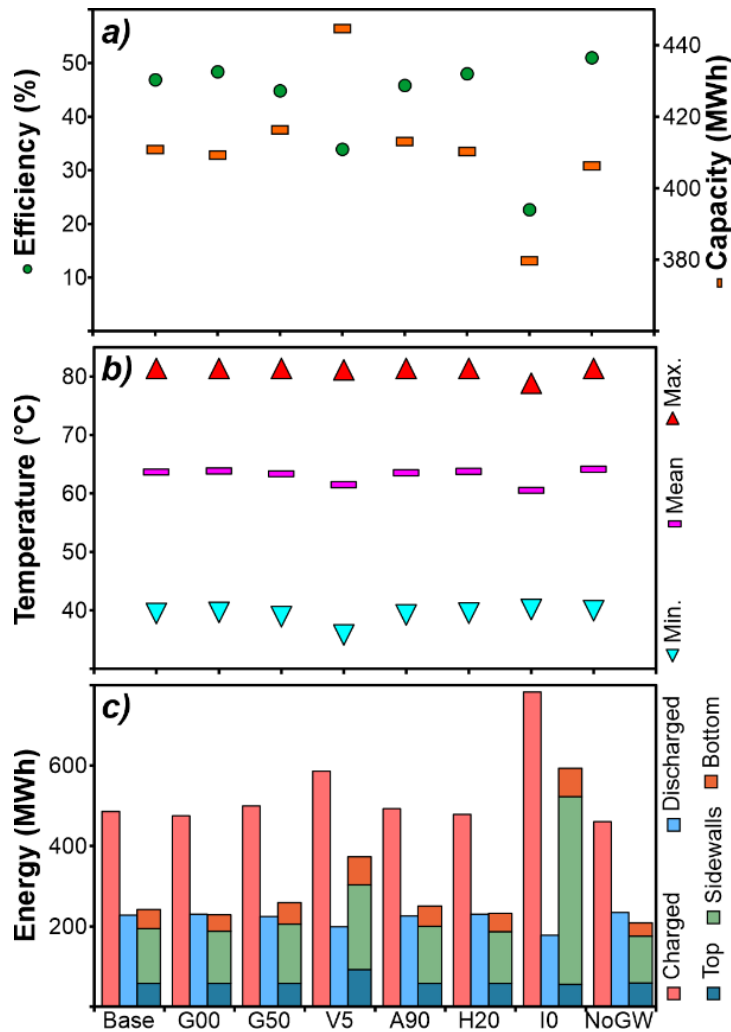 a)
Efficiency (%)
50
40
30
20
10
440
420
400
380
Capacity (MWh)
b)
Temperature (°C)
80
70
60
50
40
Max.
Mean
Min.
c)
Energy (MWh)
600
400
200
Charged
Discharged
Top
Sidewalls
Bottom
Base G00 G50 V5 A90 H20 I0 NoGW